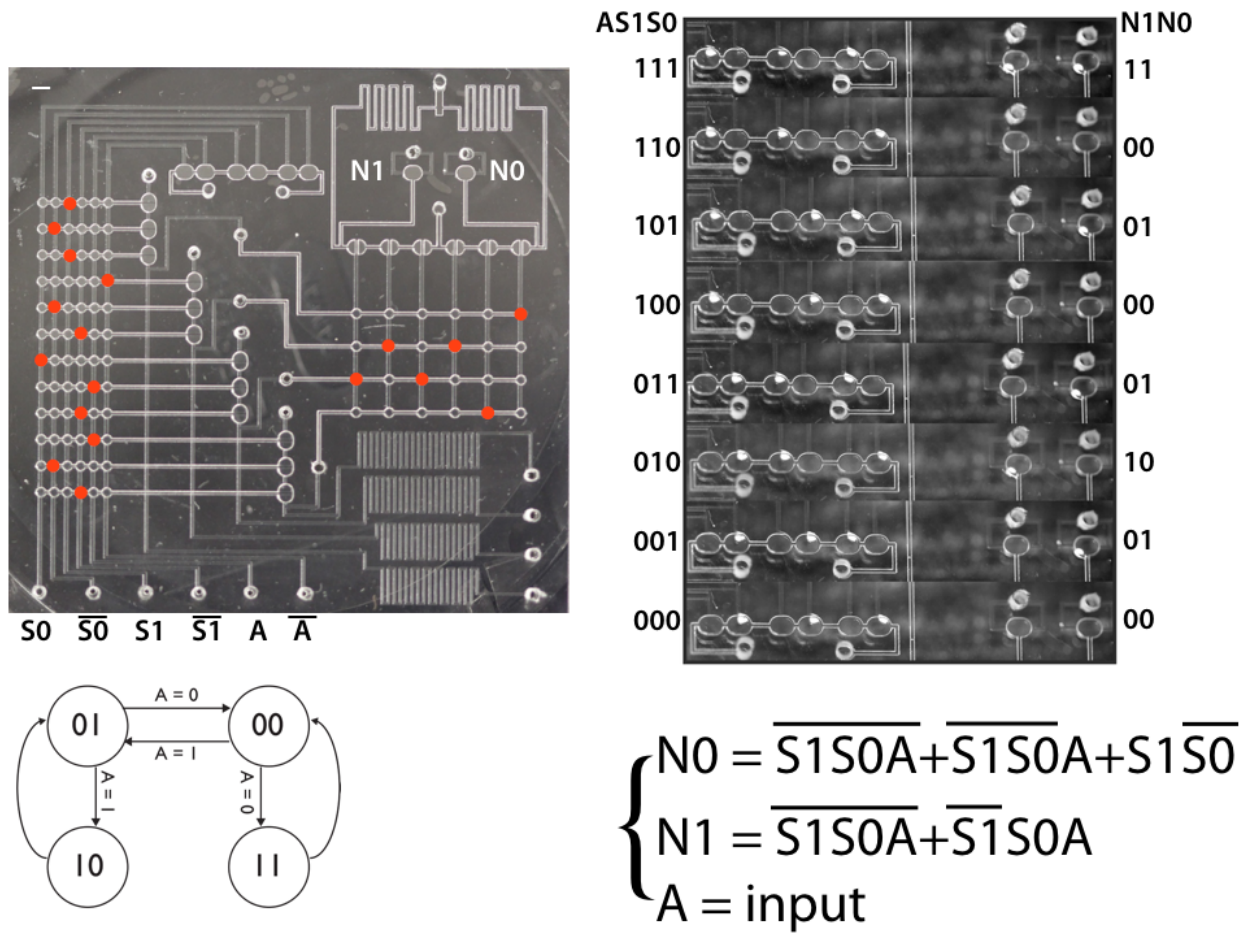 AS1S0 N1N0
111 11
110 00
101 01
100 00
011 01
010 10
001 01
000 00
N1 N0
S0 S̅0̅ S1 S̅1̅ A A̅
A = 0
01 00
A = 1
A = 1
A = 0
10 11
N0 = S̅1̅S̅0̅A̅+S̅1̅S̅0̅A+S1S̅0̅
N1 = S̅1̅S̅0̅A̅+S̅1̅S0A
A = input